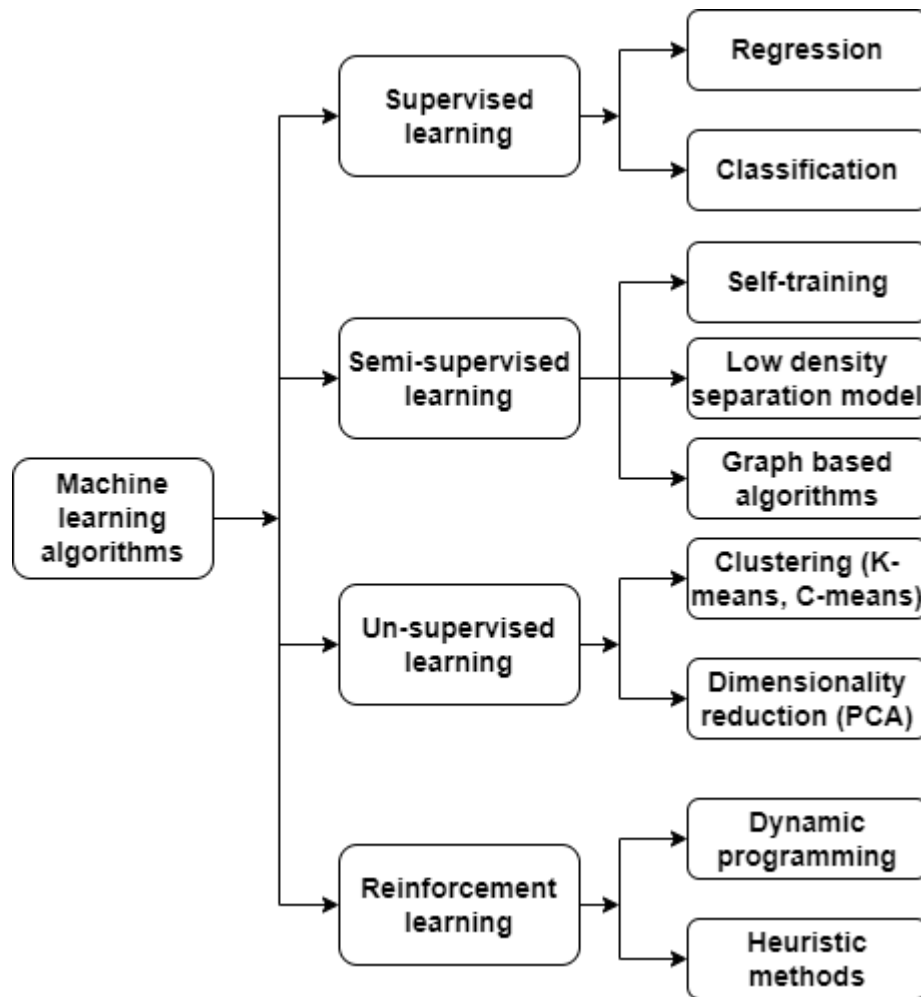 Machine
learning
algorithms
Supervised
learning
Regression
Classification
Semi-supervised
learning
Self-training
Low density
separation model
Graph based
algorithms
Un-supervised
learning
Clustering (K-
means, C-means)
Dimensionality
reduction (PCA)
Reinforcement
learning
Dynamic
programming
Heuristic
methods